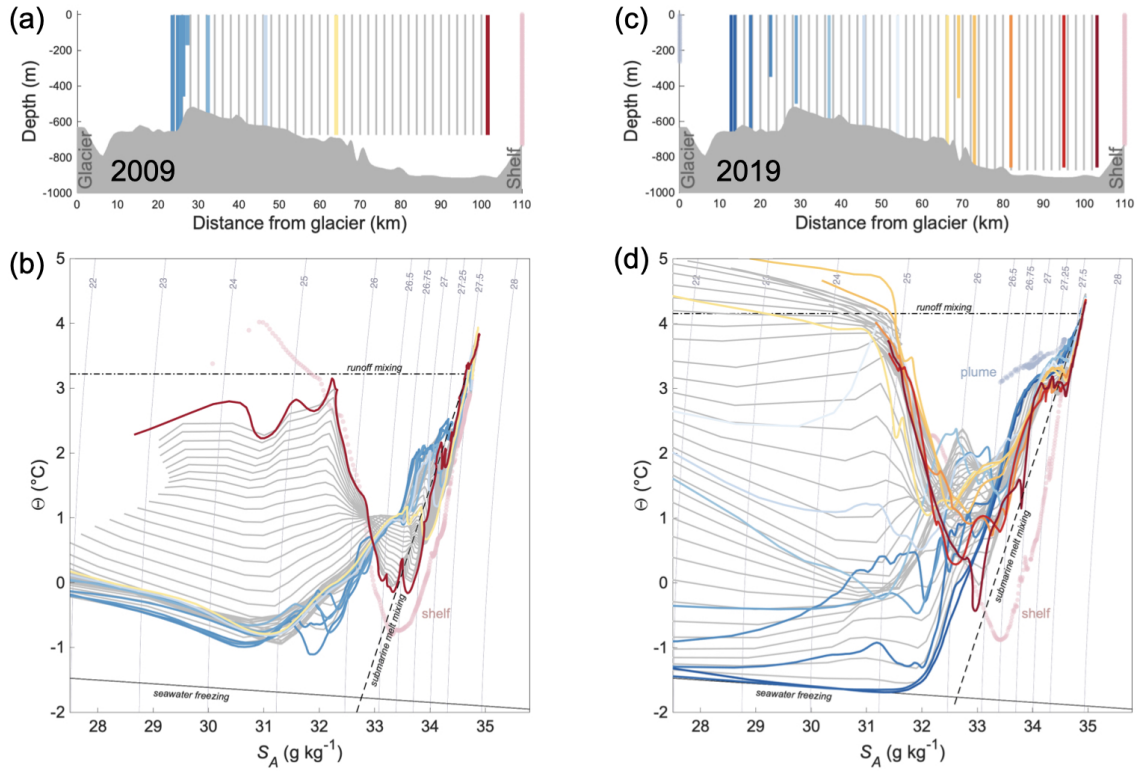 (a)
Depth (m)
0
-200
-400
-600
-800
-1000
Glacier
2009
Shelf
0 10 20 30 40 50 60 70 80 90 100 110
Distance from glacier (km)
(c)
Depth (m)
0
-200
-400
-600
-800
-1000
Glacier
2019
Shelf
0 10 20 30 40 50 60 70 80 90 100 110
Distance from glacier (km)
(b)
Θ (°C)
5
4
3
2
1
0
-1
-2
22 23 24 25 26 26.5 26.75 27 27.25 27.5 28
runoff mixing
shelf
submarine melt mixing
seawater freezing
28 29 30 31 32 33 34 35
S_A (g kg⁻¹)
(d)
Θ (°C)
5
4
3
2
1
0
-1
-2
22 23 24 25 26 26.5 26.75 27 27.25 27.5 28
runoff mixing
plume
shelf
submarine melt mixing
seawater freezing
28 29 30 31 32 33 34 35
S_A (g kg⁻¹)